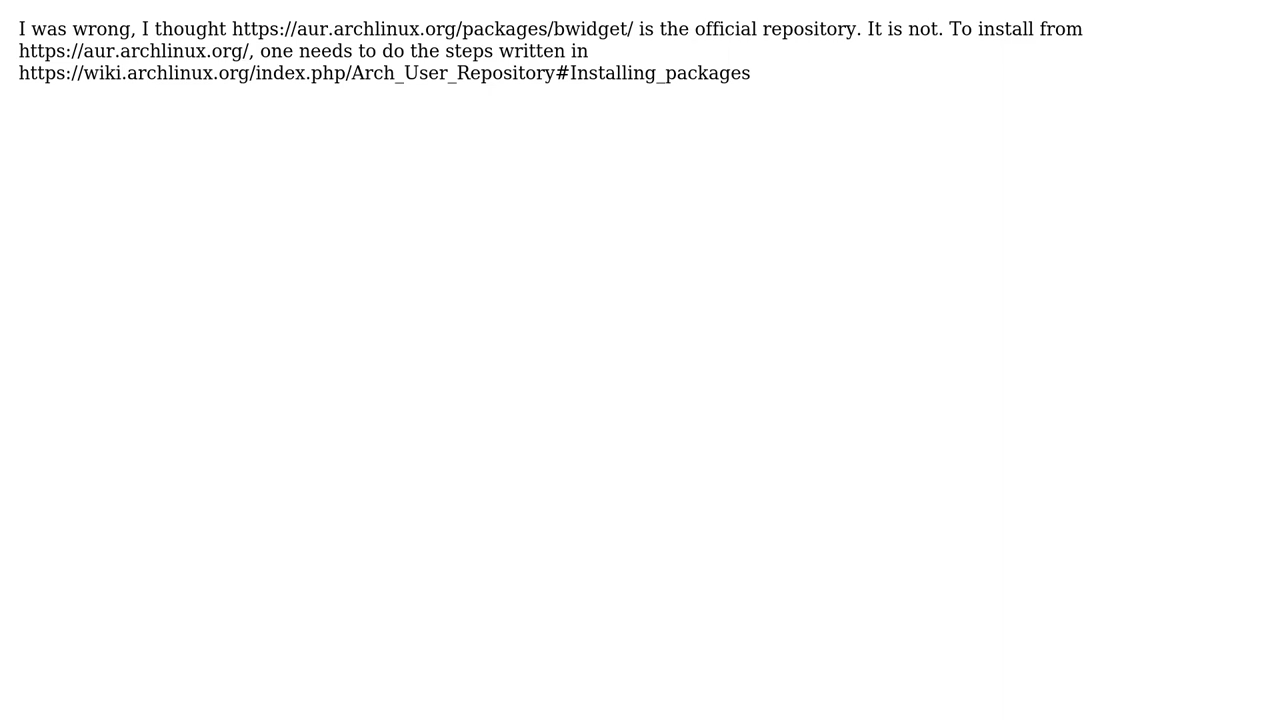 I was wrong, I thought https://aur.archlinux.org/packages/bwidget/ is the official repository. It is not. To install from
https://aur.archlinux.org/, one needs to do the steps written in
https://wiki.archlinux.org/index.php/Arch_User_Repository#Installing_packages